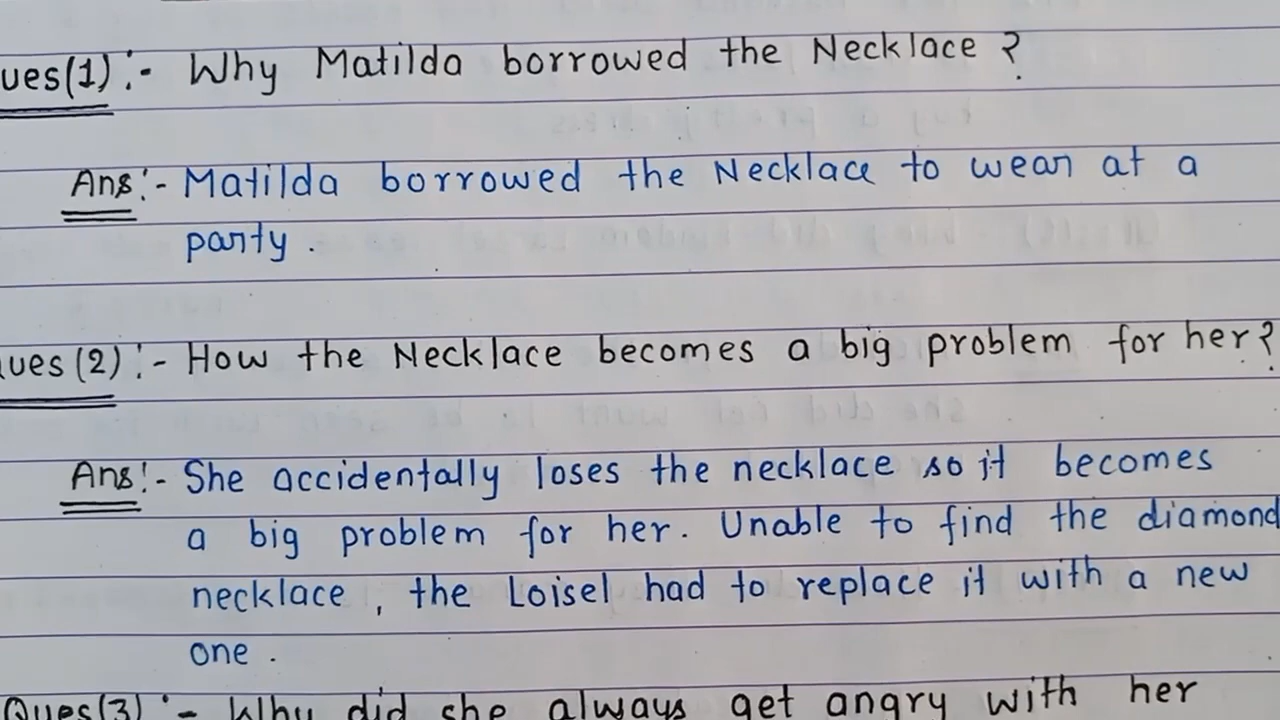 ues(1):- Why Matilda borrowed the Necklace ?
Ans:- Matilda borrowed the Necklace to wear at a
party .
ues (2):- How the Necklace becomes a big problem for her?
Ans:- She accidentally loses the necklace so it becomes
a big problem for her. Unable to find the diamond
necklace , the Loisel had to replace it with a new
one .
Ques(3):- Why did she always get angry with her